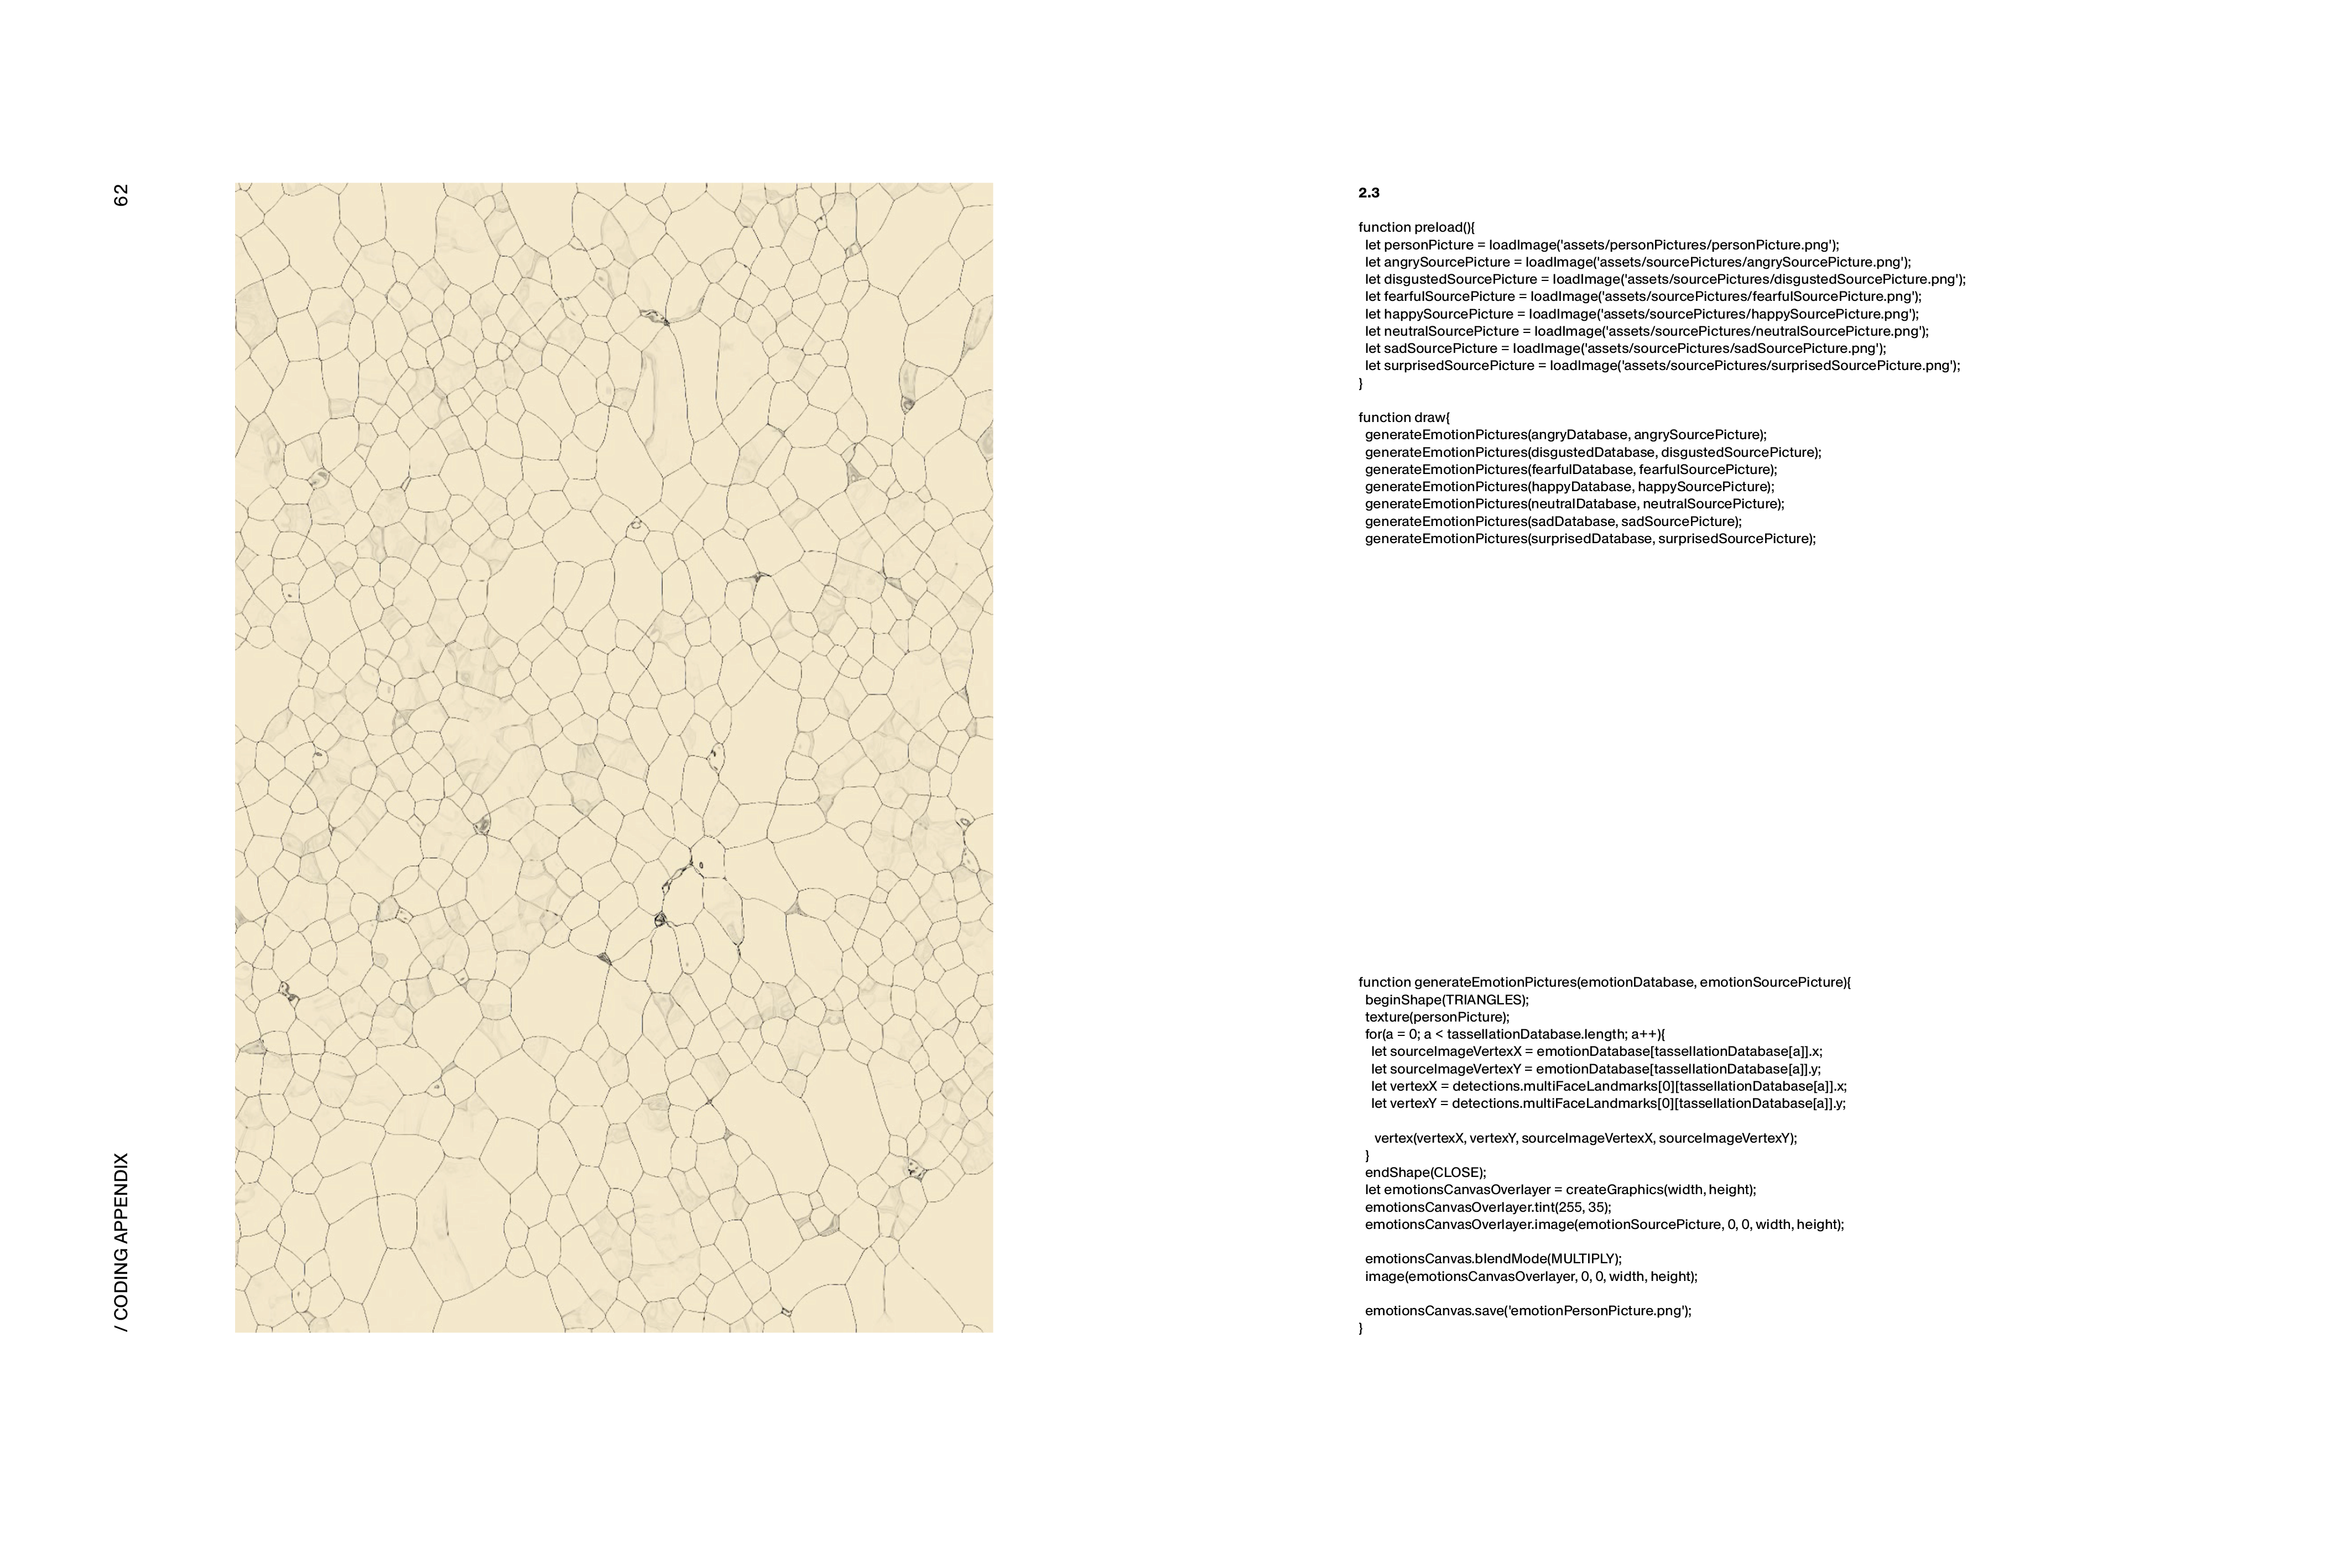 62
/ CODING APPENDIX
2.3
function preload(){
let personPicture = loadImage('assets/personPictures/personPicture.png');
let angrySourcePicture = loadImage('assets/sourcePictures/angrySourcePicture.png');
let disgustedSourcePicture = loadImage('assets/sourcePictures/disgustedSourcePicture.png');
let fearfulSourcePicture = loadImage('assets/sourcePictures/fearfulSourcePicture.png');
let happySourcePicture = loadImage('assets/sourcePictures/happySourcePicture.png');
let neutralSourcePicture = loadImage('assets/sourcePictures/neutralSourcePicture.png');
let sadSourcePicture = loadImage('assets/sourcePictures/sadSourcePicture.png');
let surprisedSourcePicture = loadImage('assets/sourcePictures/surprisedSourcePicture.png');
}
function draw{
generateEmotionPictures(angryDatabase, angrySourcePicture);
generateEmotionPictures(disgustedDatabase, disgustedSourcePicture);
generateEmotionPictures(fearfulDatabase, fearfulSourcePicture);
generateEmotionPictures(happyDatabase, happySourcePicture);
generateEmotionPictures(neutralDatabase, neutralSourcePicture);
generateEmotionPictures(sadDatabase, sadSourcePicture);
generateEmotionPictures(surprisedDatabase, surprisedSourcePicture);
function generateEmotionPictures(emotionDatabase, emotionSourcePicture){
beginShape(TRIANGLES);
texture(personPicture);
for(a = 0; a < tassellationDatabase.length; a++){
let sourceImageVertexX = emotionDatabase[tassellationDatabase[a]].x;
let sourceImageVertexY = emotionDatabase[tassellationDatabase[a]].y;
let vertexX = detections.multiFaceLandmarks[0][tassellationDatabase[a]].x;
let vertexY = detections.multiFaceLandmarks[0][tassellationDatabase[a]].y;
vertex(vertexX, vertexY, sourceImageVertexX, sourceImageVertexY);
}
endShape(CLOSE);
let emotionsCanvasOverlayer = createGraphics(width, height);
emotionsCanvasOverlayer.tint(255, 35);
emotionsCanvasOverlayer.image(emotionSourcePicture, 0, 0, width, height);
emotionsCanvas.blendMode(MULTIPLY);
image(emotionsCanvasOverlayer, 0, 0, width, height);
emotionsCanvas.save('emotionPersonPicture.png');
}